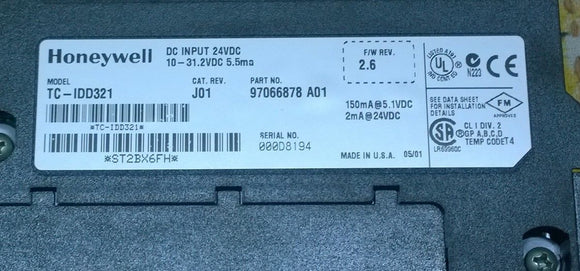 Honeywell
DC INPUT 24VDC
10-31.2VDC 5.5ma
F/W REV.
2.6
MODEL
TC-IDD321
CAT. REV.
J01
PART NO.
97066878 A01
150mA@5.1VDC
2mA@24VDC
*TC-IDD321*
*ST2BX6FH*
SERIAL NO.
000D8194
MADE IN U.S.A. 05/01
UL
N223
CE
SEE DATA SHEET
FOR INSTALLATION
DETAILS
FM
APPROVED
SA
CL I DIV. 2
GP A,B,C,D
TEMP CODE T4